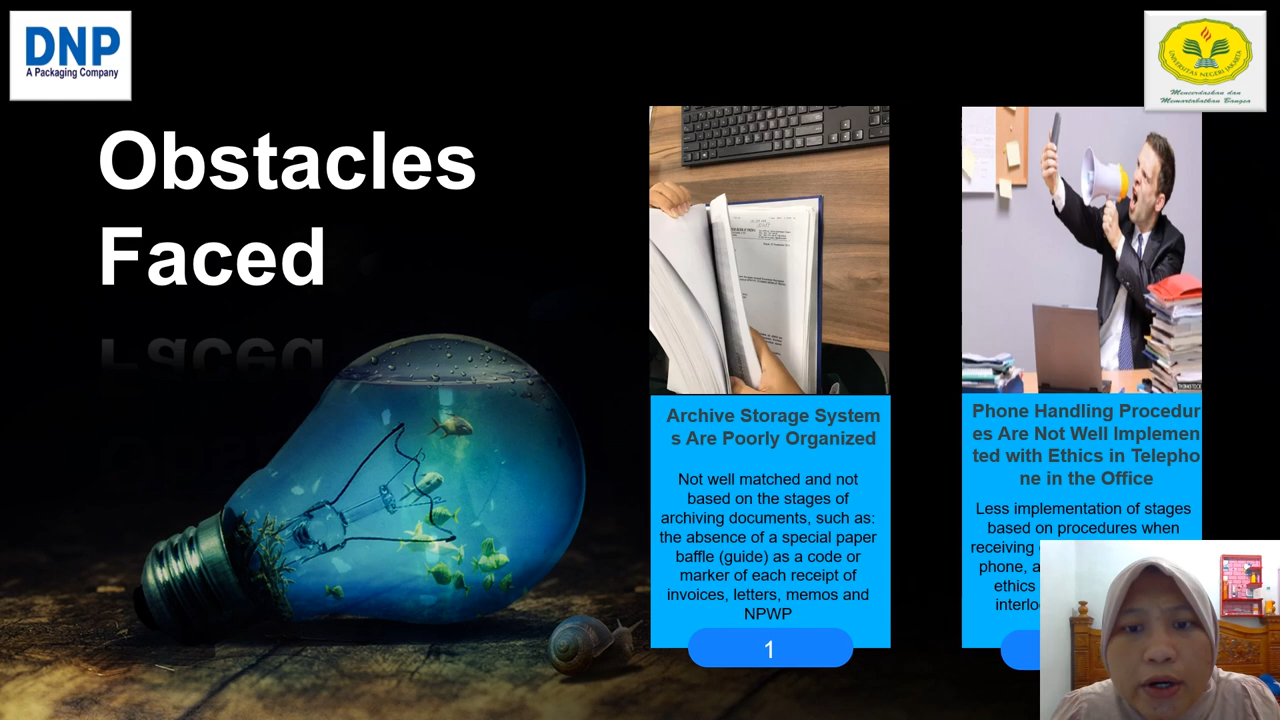 DNP
A Packaging Company
UNIVERSITAS NEGERI JAKARTA
Mencerdaskan dan
Memartabatkan Bangsa
Obstacles
Faced
Archive Storage System
s Are Poorly Organized
Not well matched and not
based on the stages of
archiving documents, such as:
the absence of a special paper
baffle (guide) as a code or
marker of each receipt of
invoices, letters, memos and
NPWP
1
Phone Handling Procedur
es Are Not Well Implemen
ted with Ethics in Telepho
ne in the Office
Less implementation of stages
based on procedures when
receiving
phone,
ethics